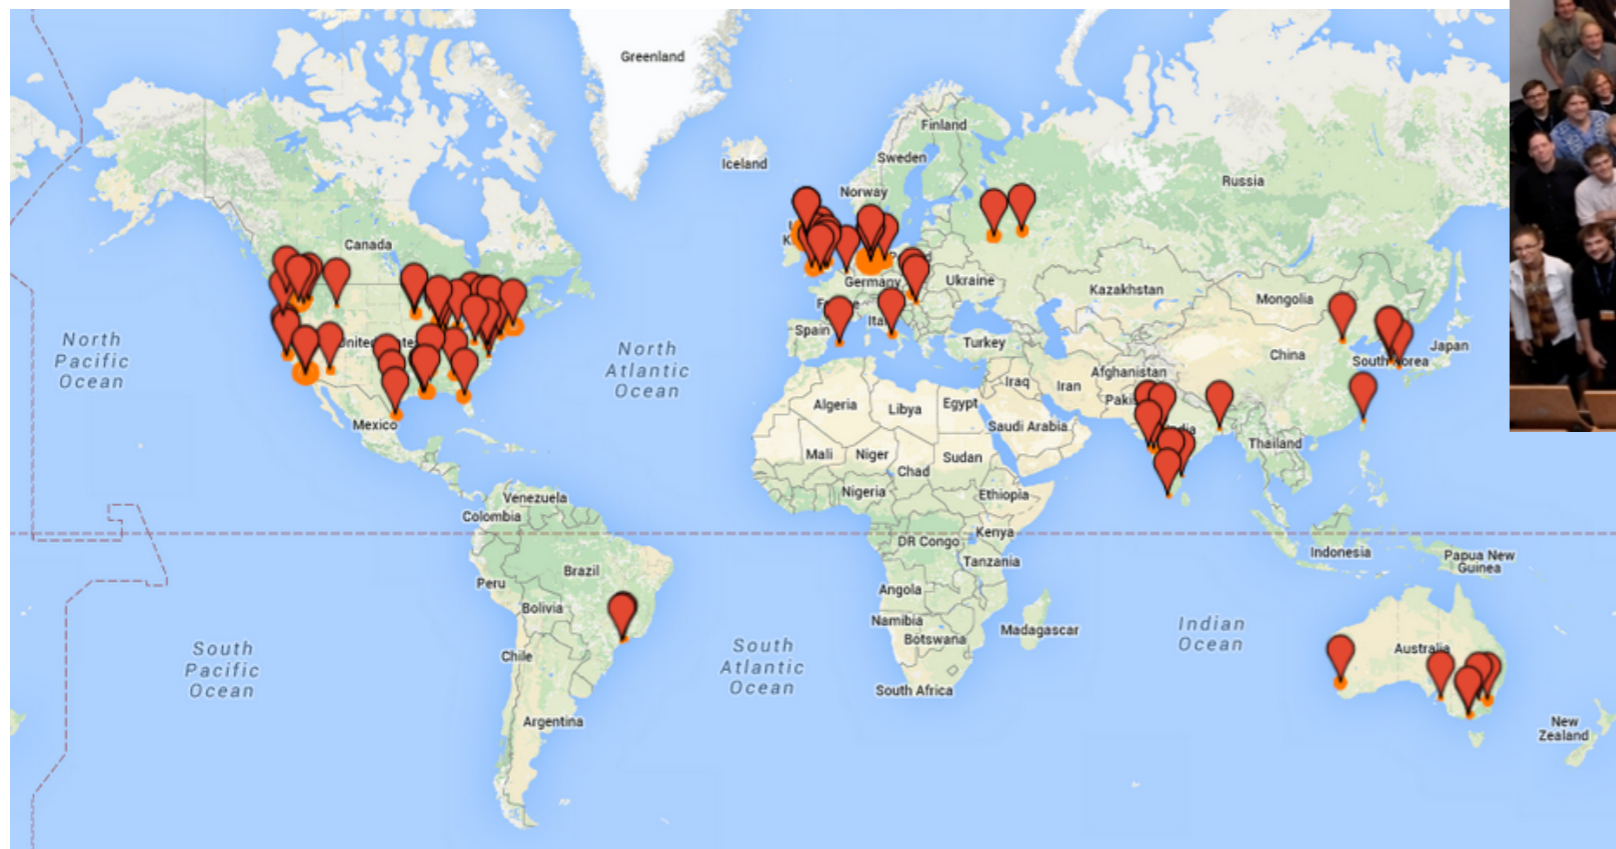 Greenland
Finland
Iceland
Sweden
Norway
Russia
Canada
Ukraine
Germany
Kazakhstan
Mongolia
Spain
Turkey
North
Pacific
Ocean
North
Atlantic
Ocean
China
Japan
Afghanistan
Iraq
Iran
Algeria
Libya
Egypt
Saudi Arabia
Mexico
Thailand
Mali
Niger
Chad
Sudan
Nigeria
Ethiopia
Venezuela
Colombia
Kenya
DR Congo
Indonesia
Papua New
Guinea
Tanzania
Brazil
Peru
Angola
Bolivia
Namibia
Botswana
Madagascar
Indian
Ocean
Chile
South
Pacific
Ocean
South
Atlantic
Ocean
Australia
South Africa
Argentina
New
Zealand